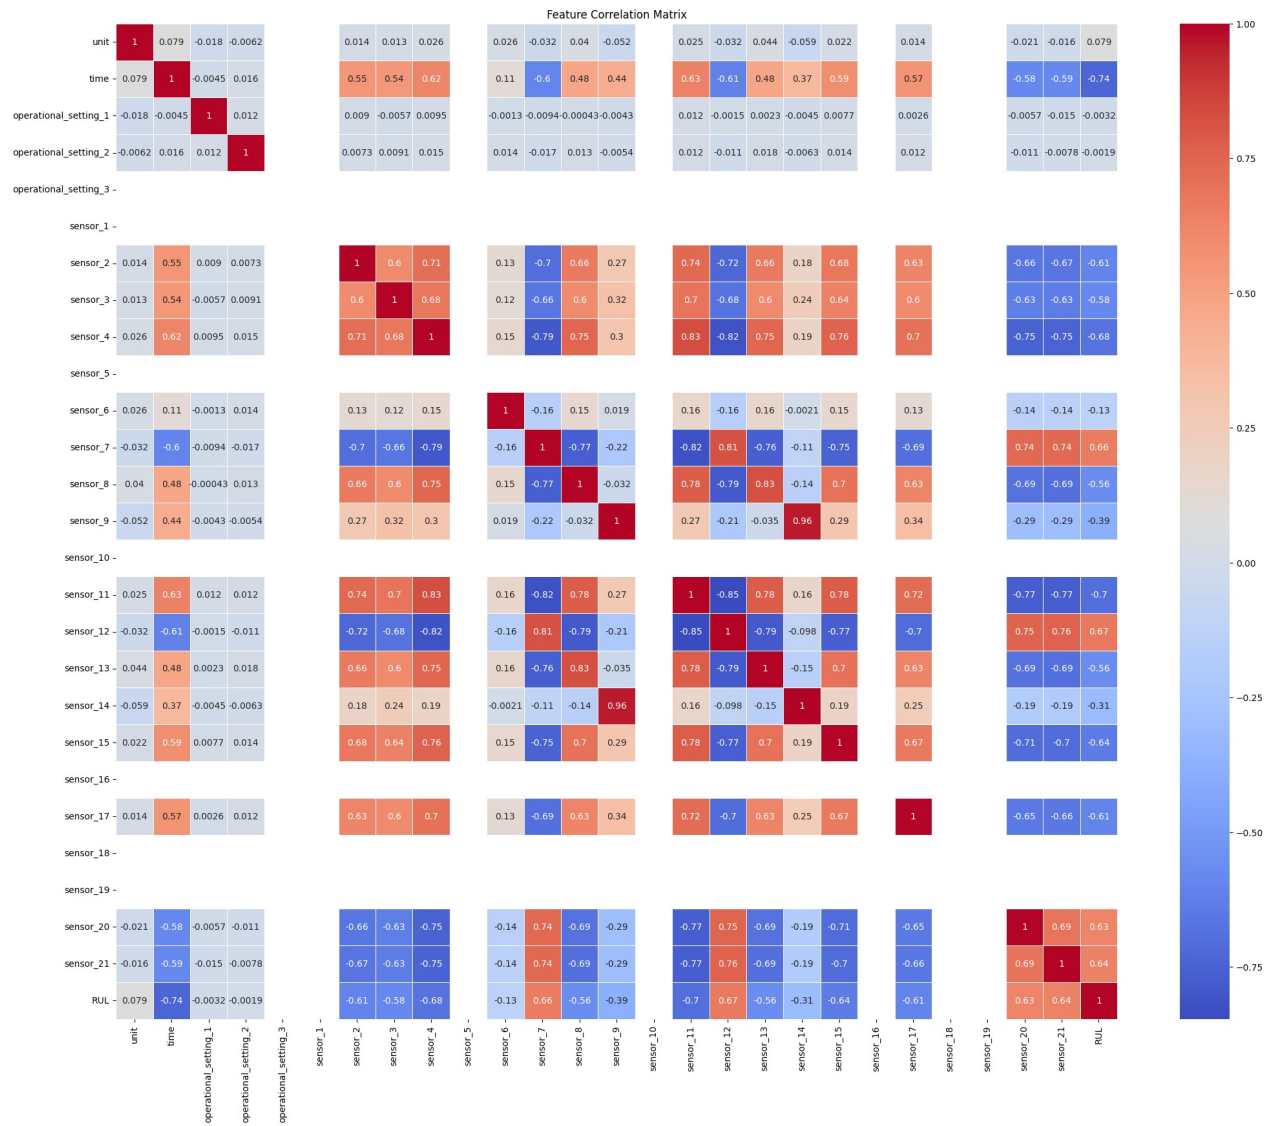 Feature Correlation Matrix
unit 1 0.079 -0.018 -0.0062 0.014 0.013 0.026 0.026 -0.032 0.04 -0.052 0.025 -0.032 0.044 -0.059 0.022 0.014 -0.021 -0.016 0.079
time 0.079 1 -0.0045 0.016 0.55 0.54 0.62 0.11 -0.6 0.48 0.44 0.63 -0.61 0.48 0.37 0.59 0.57 -0.58 -0.59 -0.74
operational_setting_1 -0.018 -0.0045 1 0.012 0.009 -0.0057 0.0095 -0.0013 -0.0094 -0.00043 -0.0043 0.012 -0.0015 0.0023 -0.0045 0.0077 0.0026 -0.0057 -0.015 -0.0032
operational_setting_2 -0.0062 0.016 0.012 1 0.0073 0.0091 0.015 0.014 -0.017 0.013 -0.0054 0.012 -0.011 0.018 -0.0063 0.014 0.012 -0.011 -0.0078 -0.0019
operational_setting_3
sensor_1
sensor_2 0.014 0.55 0.009 0.0073 1 0.6 0.71 0.13 -0.7 0.66 0.27 0.74 -0.72 0.66 0.18 0.68 0.63 -0.66 -0.67 -0.61
sensor_3 0.013 0.54 -0.0057 0.0091 0.6 1 0.68 0.12 -0.66 0.6 0.32 0.7 -0.68 0.6 0.24 0.64 0.6 -0.63 -0.63 -0.58
sensor_4 0.026 0.62 0.0095 0.015 0.71 0.68 1 0.15 -0.79 0.75 0.3 0.83 -0.82 0.75 0.19 0.76 0.7 -0.75 -0.75 -0.68
sensor_5
sensor_6 0.026 0.11 -0.0013 0.014 0.13 0.12 0.15 1 -0.16 0.15 0.019 0.16 -0.16 0.16 -0.0021 0.15 0.13 -0.14 -0.14 -0.13
sensor_7 -0.032 -0.6 -0.0094 -0.017 -0.7 -0.66 -0.79 -0.16 1 -0.77 -0.22 -0.82 0.81 -0.76 -0.11 -0.75 -0.69 0.74 0.74 0.66
sensor_8 0.04 0.48 -0.00043 0.013 0.66 0.6 0.75 0.15 -0.77 1 -0.032 0.78 -0.79 0.83 -0.14 0.7 0.63 -0.69 -0.69 -0.56
sensor_9 -0.052 0.44 -0.0043 -0.0054 0.27 0.32 0.3 0.019 -0.22 -0.032 1 0.27 -0.21 -0.035 0.96 0.29 0.34 -0.29 -0.29 -0.39
sensor_10
sensor_11 0.025 0.63 0.012 0.012 0.74 0.7 0.83 0.16 -0.82 0.78 0.27 1 -0.85 0.78 0.16 0.78 0.72 -0.77 -0.77 -0.7
sensor_12 -0.032 -0.61 -0.0015 -0.011 -0.72 -0.68 -0.82 -0.16 0.81 -0.79 -0.21 -0.85 1 -0.79 -0.098 -0.77 -0.7 0.75 0.76 0.67
sensor_13 0.044 0.48 0.0023 0.018 0.66 0.6 0.75 0.16 -0.76 0.83 -0.035 0.78 -0.79 1 -0.15 0.7 0.63 -0.69 -0.69 -0.56
sensor_14 -0.059 0.37 -0.0045 -0.0063 0.18 0.24 0.19 -0.0021 -0.11 -0.14 0.96 0.16 -0.098 -0.15 1 0.19 0.25 -0.19 -0.19 -0.31
sensor_15 0.022 0.59 0.0077 0.014 0.68 0.64 0.76 0.15 -0.75 0.7 0.29 0.78 -0.77 0.7 0.19 1 0.67 -0.71 -0.7 -0.64
sensor_16
sensor_17 0.014 0.57 0.0026 0.012 0.63 0.6 0.7 0.13 -0.69 0.63 0.34 0.72 -0.7 0.63 0.25 0.67 1 -0.65 -0.66 -0.61
sensor_18
sensor_19
sensor_20 -0.021 -0.58 -0.0057 -0.011 -0.66 -0.63 -0.75 -0.14 0.74 -0.69 -0.29 -0.77 0.75 -0.69 -0.19 -0.71 -0.65 1 0.69 0.63
sensor_21 -0.016 -0.59 -0.015 -0.0078 -0.67 -0.63 -0.75 -0.14 0.74 -0.69 -0.29 -0.77 0.76 -0.69 -0.19 -0.7 -0.66 0.69 1 0.64
RUL 0.079 -0.74 -0.0032 -0.0019 -0.61 -0.58 -0.68 -0.13 0.66 -0.56 -0.39 -0.7 0.67 -0.56 -0.31 -0.64 -0.61 0.63 0.64 1
unit
time
operational_setting_1
operational_setting_2
operational_setting_3
sensor_1
sensor_2
sensor_3
sensor_4
sensor_5
sensor_6
sensor_7
sensor_8
sensor_9
sensor_10
sensor_11
sensor_12
sensor_13
sensor_14
sensor_15
sensor_16
sensor_17
sensor_18
sensor_19
sensor_20
sensor_21
RUL
1.00
0.75
0.50
0.25
0.00
−0.25
−0.50
−0.75